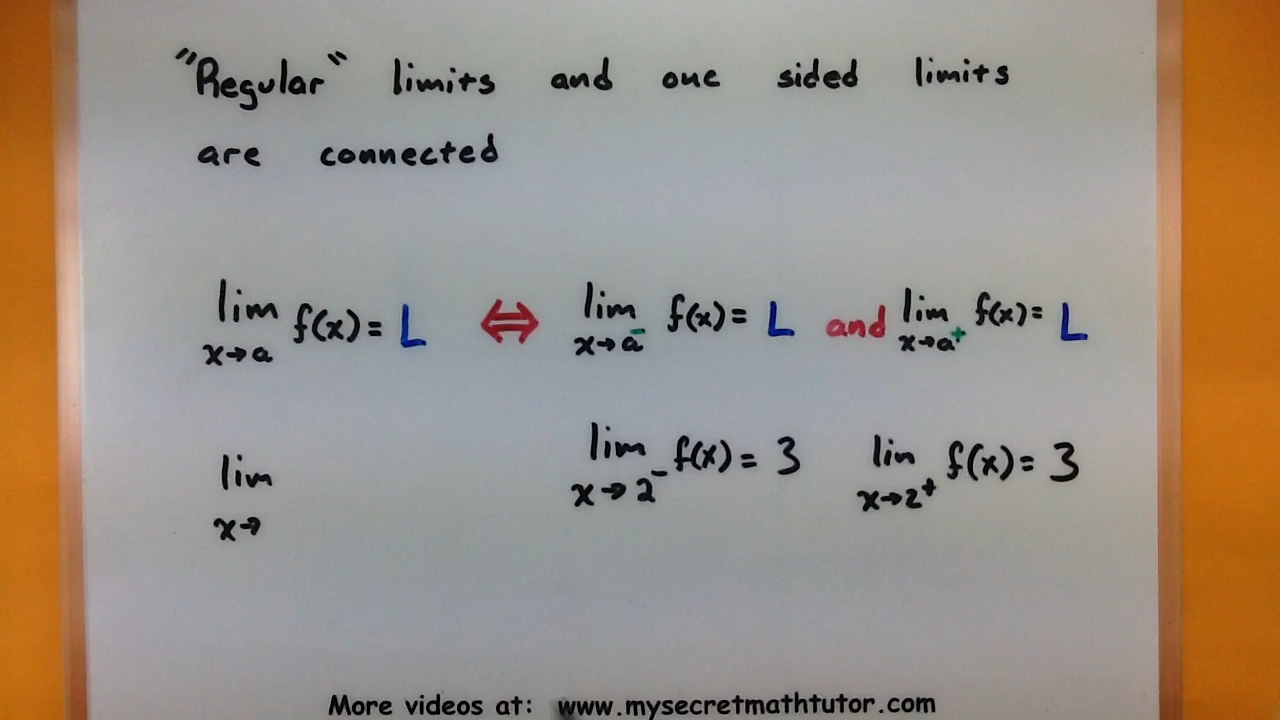 "Regular" limits and one sided limits
are connected
lim x→a f(x) = L ⇔ lim x→a⁻ f(x) = L and lim x→a⁺ f(x) = L
lim x→ lim x→2⁻ f(x) = 3 lim x→2⁺ f(x) = 3
More videos at: www.mysecretmathtutor.com